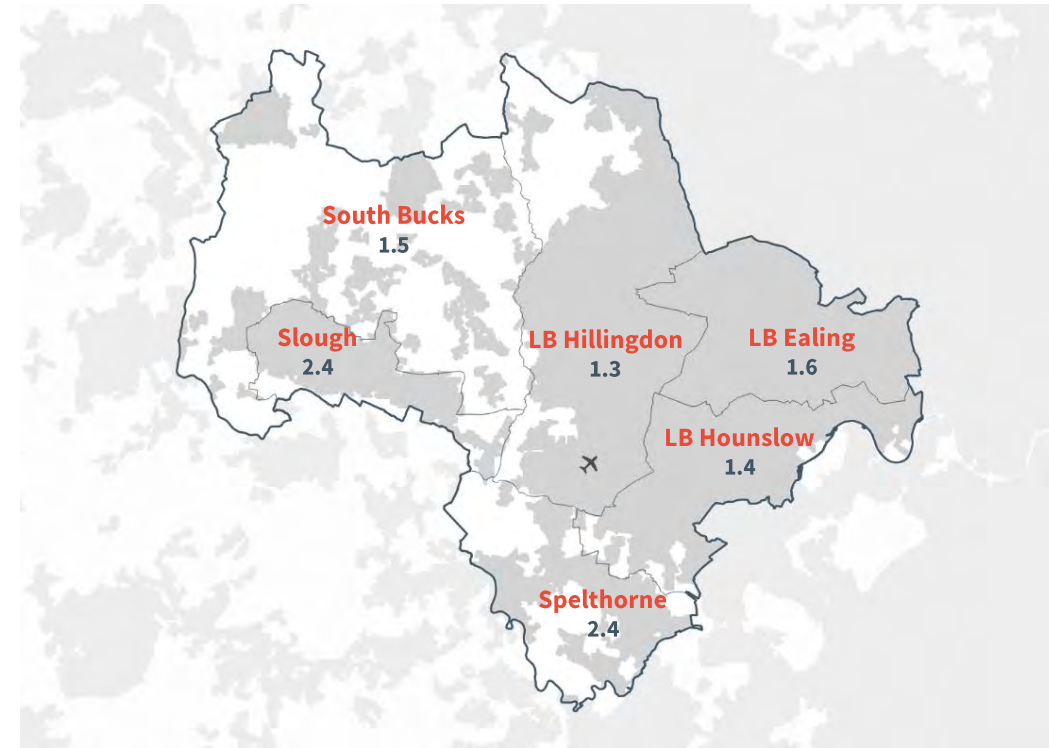 South Bucks
1.5
Slough
2.4
LB Hillingdon
1.3
LB Ealing
1.6
LB Hounslow
1.4
Spelthorne
2.4